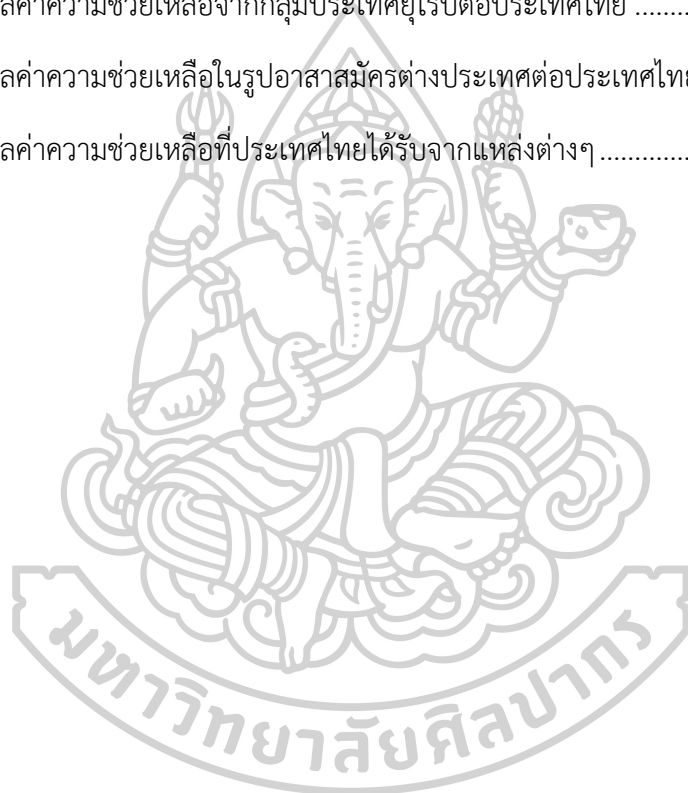 ลค่าความช่วยเหลือจากกลุ่มประเทศยุโรปต่อประเทศไทย ........
ลค่าความช่วยเหลือในรูปอาสาสมัครต่างประเทศต่อประเทศไทย
ลค่าความช่วยเหลือที่ประเทศไทยได้รับจากแหล่งต่างๆ .............
มหาวิทยาลัยศิลปากร